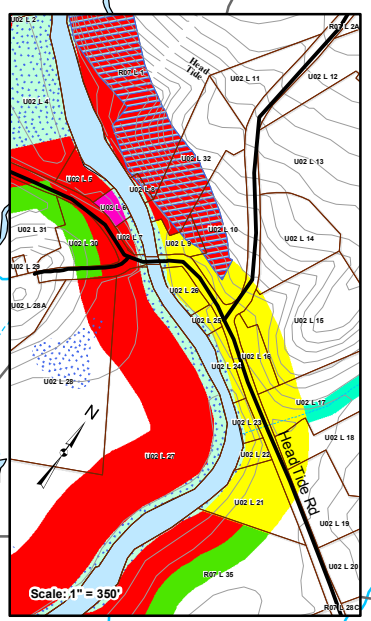 U02 L 2
R07 L 2A
R07 L 1
Head
Tide
U02 L 11
U02 L 12
U02 L 4
U02 L 32
U02 L 13
U02 L 5
U02 L 8
U02 L 6
U02 L 31
U02 L 30
U02 L 7
U02 L 9
U02 L 10
U02 L 14
U02 L 29
U02 L 28A
U02 L 26
U02 L 25
U02 L 15
U02 L 16
U02 L 24
U02 L 28
U02 L 17
N
U02 L 23
HeadTide Rd
U02 L 18
U02 L 27
U02 L 22
U02 L 21
U02 L 19
U02 L 20
R07 L 35
Scale: 1" = 350'
R07 L 28C